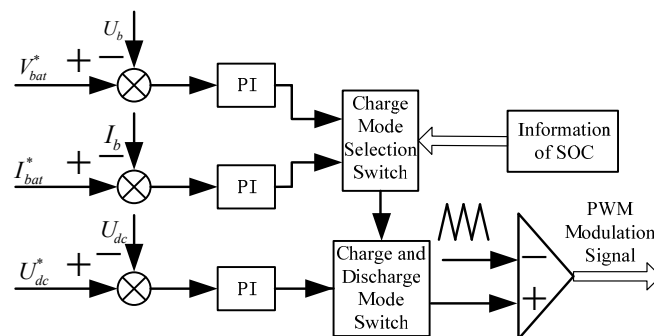 U_b
+ −
V*_bat
PI
Charge
Mode
Selection
Switch
Information
of SOC
I_b
+ −
I*_bat
PI
U_dc
+ −
U*_dc
PI
Charge and
Discharge
Mode
Switch
−
+
PWM
Modulation
Signal